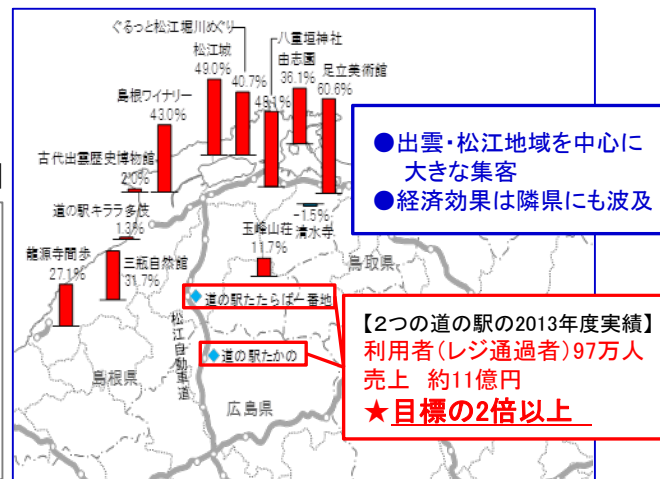 ぐるっと松江堀川めぐり
松江城
49.0%
40.7%
八重垣神社
48.1%
由志園
36.1%
足立美術館
60.6%
島根ワイナリー
43.0%
古代出雲歴史博物館
2.0%
道の駅キララ多伎
1.3%
龍源寺間歩
27.1%
三瓶自然館
31.7%
玉峰山荘
11.7%
-1.5%
清水寺
鳥取県
●出雲・松江地域を中心に
大きな集客
●経済効果は隣県にも波及
道の駅たたらば一番地
松江自動車道
道の駅たかの
島根県
広島県
【2つの道の駅の2013年度実績】
利用者(レジ通過者)97万人
売上 約11億円
★目標の2倍以上